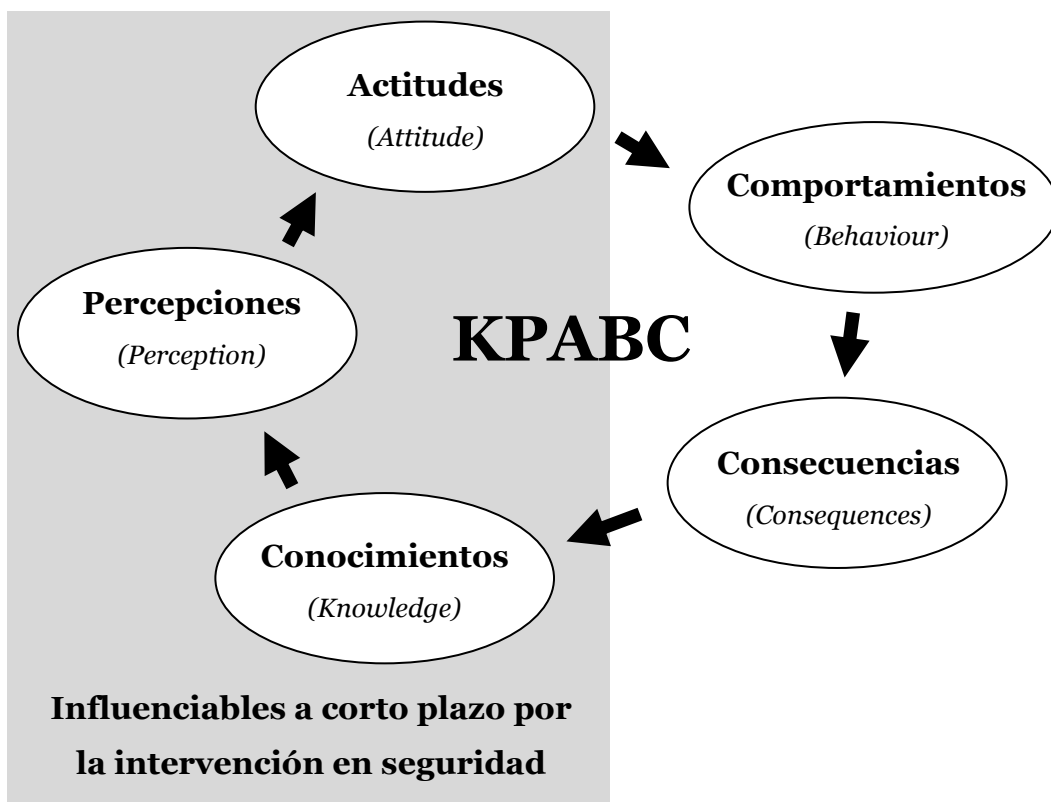 Actitudes
(Attitude)
Comportamientos
(Behaviour)
Percepciones
(Perception)
KPABC
Consecuencias
(Consequences)
Conocimientos
(Knowledge)
Influenciables a corto plazo por
la intervención en seguridad